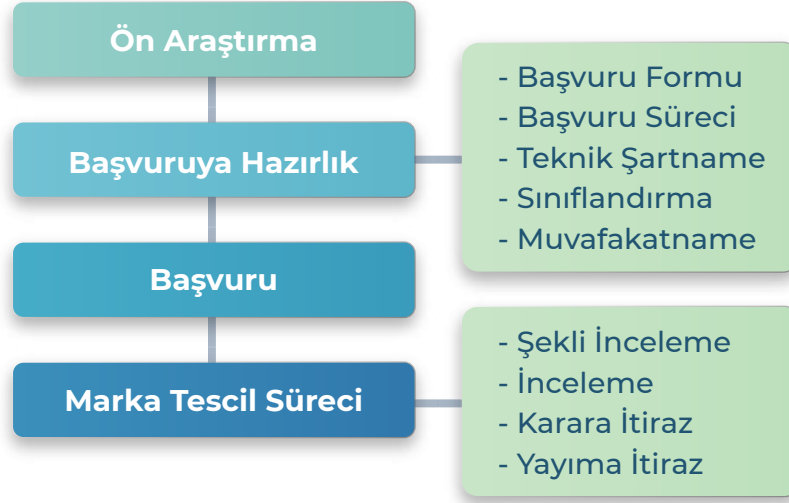 Ön Araştırma
Başvuruya Hazırlık
- Başvuru Formu
- Başvuru Süreci
- Teknik Şartname
- Sınıflandırma
- Muvafakatname
Başvuru
Marka Tescil Süreci
- Şekli İnceleme
- İnceleme
- Karara İtiraz
- Yayıma İtiraz